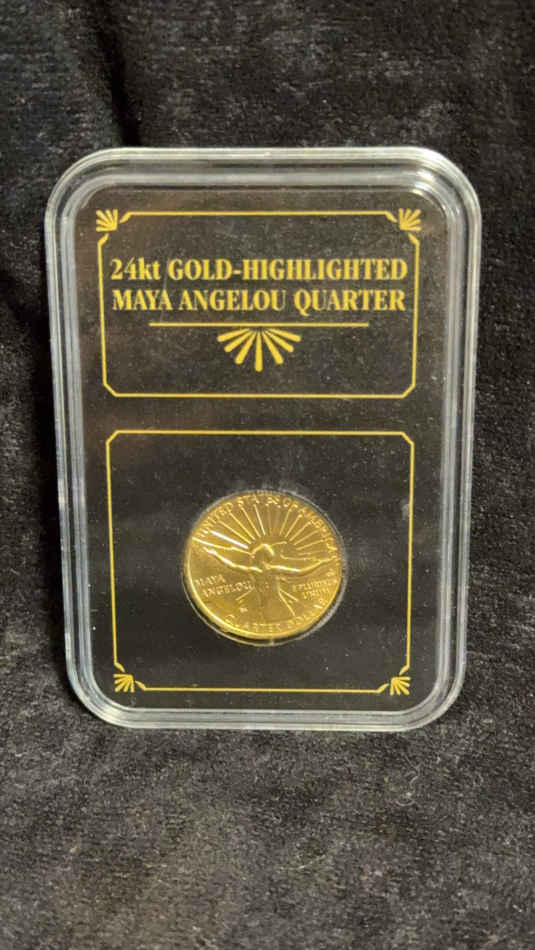 24kt GOLD-HIGHLIGHTED
MAYA ANGELOU QUARTER
UNITED STATES OF AMERICA
MAYA
ANGELOU
E PLURIBUS
UNUM
QUARTER DOLLAR